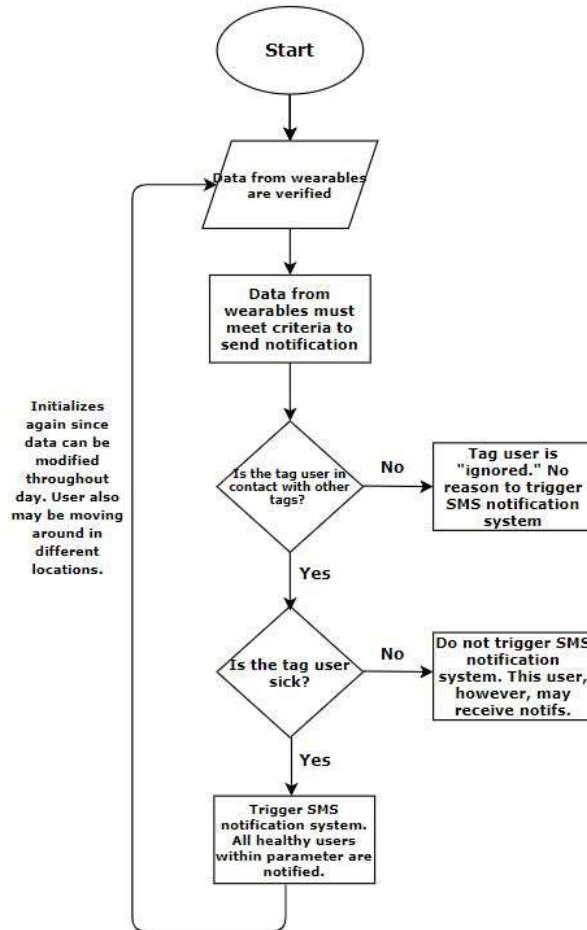 Start
Data from wearables
are verified
Data from
wearables must
meet criteria to
send notification
Initializes
again since
data can be
modified
throughout
day. User also
may be moving
around in
different
locations.
Is the tag user in
contact with other
tags?
No
Tag user is
"ignored." No
reason to trigger
SMS notification
system
Yes
Is the tag user
sick?
No
Do not trigger SMS
notification
system. This user,
however, may
receive notifs.
Yes
Trigger SMS
notification system.
All healthy users
within parameter are
notified.